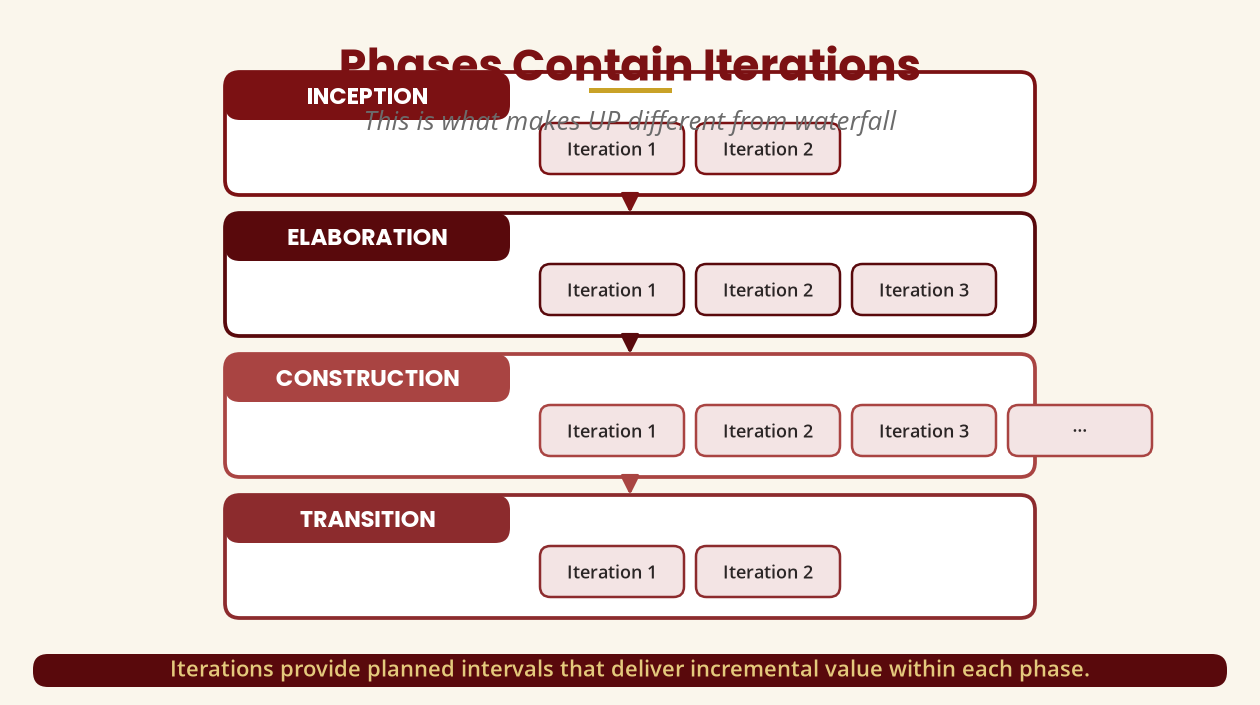 Phases Contain Iterations
INCEPTION
This is what makes UP different from waterfall
Iteration 1 Iteration 2
ELABORATION
Iteration 1 Iteration 2 Iteration 3
CONSTRUCTION
Iteration 1 Iteration 2 Iteration 3 ...
TRANSITION
Iteration 1 Iteration 2
Iterations provide planned intervals that deliver incremental value within each phase.